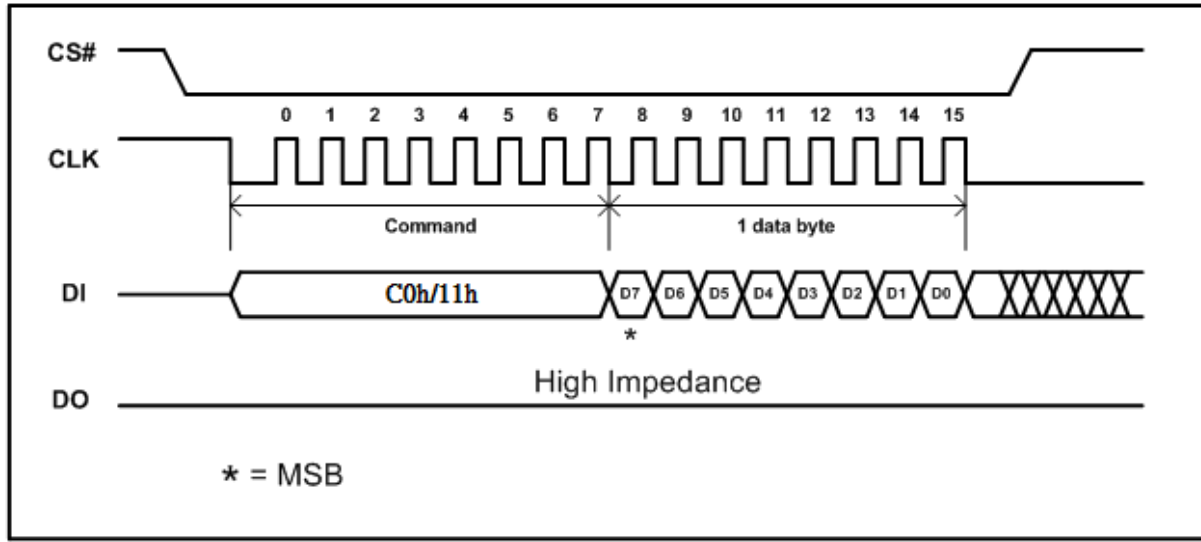 CS#
0 1 2 3 4 5 6 7 8 9 10 11 12 13 14 15
CLK
Command 1 data byte
DI C0h/11h D7 D6 D5 D4 D3 D2 D1 D0
*
High Impedance
DO
* = MSB